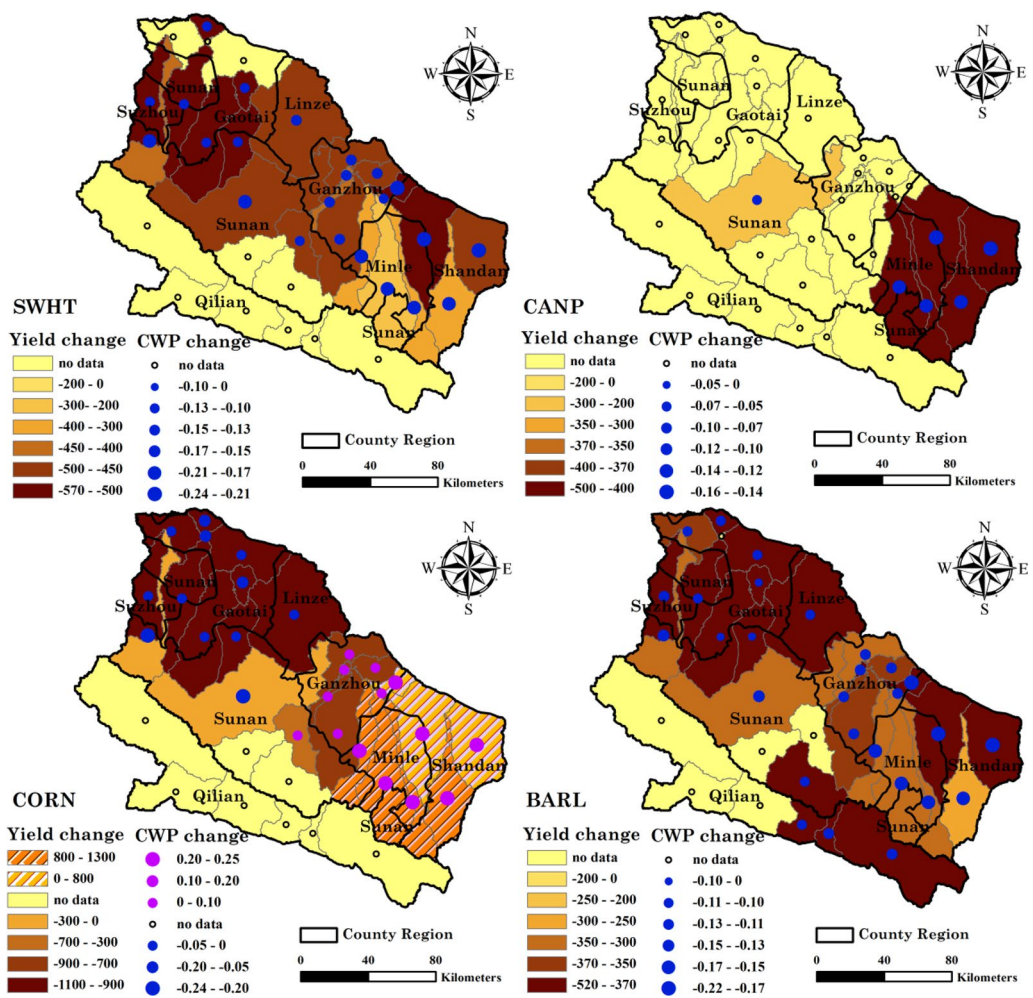 N
W E
S
Sunan
Suzhou
Gaotai
Linze
Ganzhou
Sunan
Minle
Shandan
Qilian
Sunan
SWHT
Yield change
no data
-200 - 0
-300 - -200
-400 - -300
-450 - -400
-500 - -450
-570 - -500
CWP change
no data
-0.10 - 0
-0.13 - -0.10
-0.15 - -0.13
-0.17 - -0.15
-0.21 - -0.17
-0.24 - -0.21
County Region
0 40 80
Kilometers
N
W E
S
Sunan
Suzhou
Gaotai
Linze
Ganzhou
Sunan
Minle
Shandan
Qilian
Sunan
CANP
Yield change
no data
-200 - 0
-300 - -200
-350 - -300
-370 - -350
-400 - -370
-500 - -400
CWP change
no data
-0.05 - 0
-0.07 - -0.05
-0.10 - -0.07
-0.12 - -0.10
-0.14 - -0.12
-0.16 - -0.14
County Region
0 40 80
Kilometers
N
W E
S
Sunan
Suzhou
Gaotai
Linze
Ganzhou
Sunan
Minle
Shandan
Qilian
Sunan
CORN
Yield change
800 - 1300
0 - 800
no data
-300 - 0
-700 - -300
-900 - -700
-1100 - -900
CWP change
0.20 - 0.25
0.10 - 0.20
0 - 0.10
no data
-0.05 - 0
-0.20 - -0.05
-0.24 - -0.20
County Region
0 40 80
Kilometers
N
W E
S
Sunan
Suzhou
Gaotai
Linze
Ganzhou
Sunan
Minle
Shandan
Qilian
Sunan
BARL
Yield change
no data
-200 - 0
-250 - -200
-300 - -250
-350 - -300
-370 - -350
-520 - -370
CWP change
no data
-0.10 - 0
-0.11 - -0.10
-0.13 - -0.11
-0.15 - -0.13
-0.17 - -0.15
-0.22 - -0.17
County Region
0 40 80
Kilometers